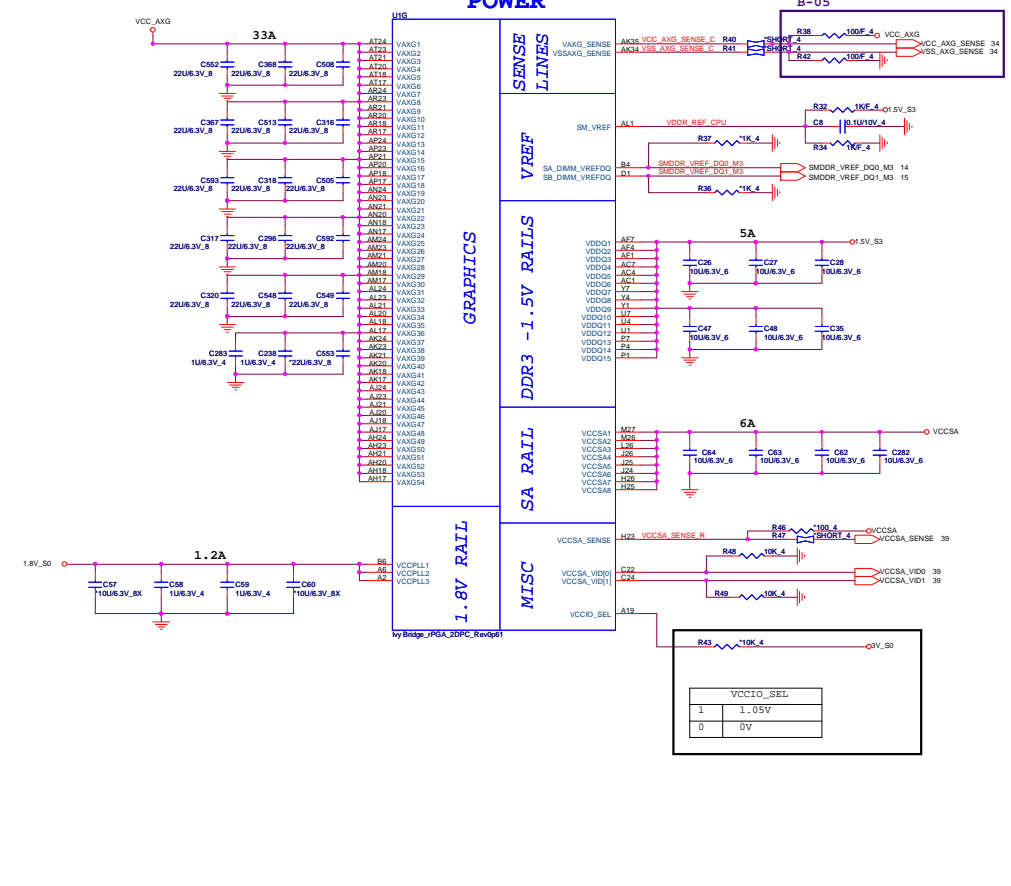 POWER
B-05
VCC_AXG
33A
U1G
AT24 VAXG1
AT23 VAXG2
AT21 VAXG3
AT20 VAXG4
AT18 VAXG5
AT17 VAXG6
AR24 VAXG7
AR23 VAXG8
AR21 VAXG9
AR20 VAXG10
AR18 VAXG11
AR17 VAXG12
AP24 VAXG13
AP23 VAXG14
AP21 VAXG15
AP20 VAXG16
AP18 VAXG17
AP17 VAXG18
AN24 VAXG19
AN23 VAXG20
AN21 VAXG21
AN20 VAXG22
AN18 VAXG23
AN17 VAXG24
AM24 VAXG25
AM23 VAXG26
AM21 VAXG27
AM20 VAXG28
AM18 VAXG29
AM17 VAXG30
AL24 VAXG31
AL23 VAXG32
AL21 VAXG33
AL20 VAXG34
AL18 VAXG35
AL17 VAXG36
AK24 VAXG37
AK23 VAXG38
AK21 VAXG39
AK20 VAXG40
AK18 VAXG41
AK17 VAXG42
AJ24 VAXG43
AJ23 VAXG44
AJ21 VAXG45
AJ20 VAXG46
AJ18 VAXG47
AJ17 VAXG48
AH24 VAXG49
AH23 VAXG50
AH21 VAXG51
AH20 VAXG52
AH18 VAXG53
AH17 VAXG54
C552 C368 C508
22U/6.3V_8 22U/6.3V_8 22U/6.3V_8
C367 C513 C316
22U/6.3V_8 22U/6.3V_8 22U/6.3V_8
C593 C318 C505
22U/6.3V_8 22U/6.3V_8 22U/6.3V_8
C317 C296 C592
22U/6.3V_8 22U/6.3V_8 22U/6.3V_8
C320 C548 C549
22U/6.3V_8 22U/6.3V_8 22U/6.3V_8
C283 C238 C553
1U/6.3V_4 1U/6.3V_4 *22U/6.3V_8
GRAPHICS
SENSE
LINES
VREF
DDR3 -1.5V RAILS
SA RAIL
MISC
1.8V RAIL
VAXG_SENSE AK35 VCC_AXG_SENSE_C R40 *SHORT_4
VSSAXG_SENSE AK34 VSS_AXG_SENSE_C R41 *SHORT_4
R38 100/F_4 VCC_AXG
VCC_AXG_SENSE 34
VSS_AXG_SENSE 34
R42 100/F_4
SM_VREF AL1 VDDR_REF_CPU
R32 1K/F_4 1.5V_S3
C8 0.1U/10V_4
R34 1K/F_4
R37 *1K_4
SA_DIMM_VREFDQ B4 SMDDR_VREF_DQ0_M3 SMDDR_VREF_DQ0_M3 14
SB_DIMM_VREFDQ D1 SMDDR_VREF_DQ1_M3 SMDDR_VREF_DQ1_M3 15
R36 *1K_4
5A
1.5V_S3
VDDQ1 AF7
VDDQ2 AF4
VDDQ3 AF1
VDDQ4 AC7
VDDQ5 AC4
VDDQ6 AC1
VDDQ7 Y7
VDDQ8 Y4
VDDQ9 Y1
VDDQ10 U7
VDDQ11 U4
VDDQ12 U1
VDDQ13 P7
VDDQ14 P4
VDDQ15 P1
C26 C27 C28
10U/6.3V_6 10U/6.3V_6 10U/6.3V_6
C47 C48 C35
10U/6.3V_6 10U/6.3V_6 10U/6.3V_6
6A
VCCSA
VCCSA1 M27
VCCSA2 M26
VCCSA3 L26
VCCSA4 J26
VCCSA5 J25
VCCSA6 J24
VCCSA7 H26
VCCSA8 H25
C64 C63 C62 C282
10U/6.3V_6 10U/6.3V_6 10U/6.3V_6 10U/6.3V_6
R46 *100_4 VCCSA
VCCSA_SENSE H23 VCCSA_SENSE_R R47 *SHORT_4 VCCSA_SENSE 39
R48 10K_4
VCCSA_VID[0] C22 VCCSA_VID0 39
VCCSA_VID[1] C24 VCCSA_VID1 39
R49 10K_4
VCCIO_SEL A19
R43 *10K_4 3V_S0
1.2A
1.8V_S0
B6 VCCPLL1
A6 VCCPLL2
A2 VCCPLL3
C57 C58 C59 C60
*10U/6.3V_8X 1U/6.3V_4 1U/6.3V_4 *10U/6.3V_8X
Ivy Bridge_rPGA_2DPC_Rev0p61
VCCIO_SEL
1 1.05V
0 0V